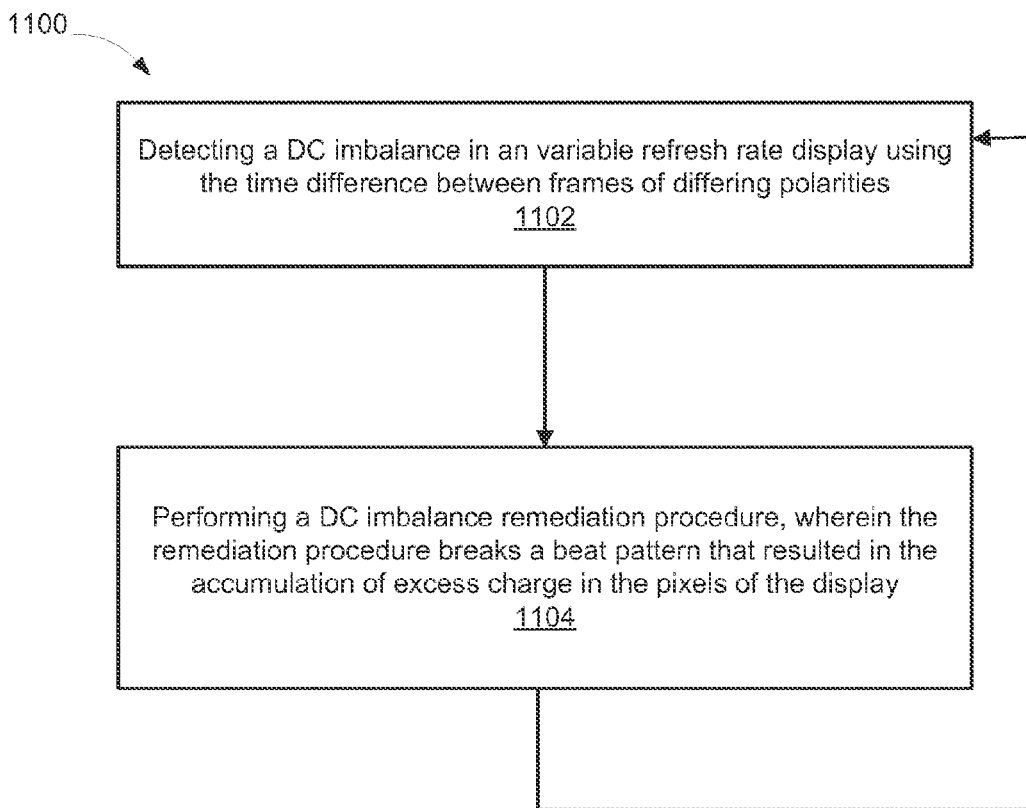 1100
Detecting a DC imbalance in an variable refresh rate display using
the time difference between frames of differing polarities
1102
Performing a DC imbalance remediation procedure, wherein the
remediation procedure breaks a beat pattern that resulted in the
accumulation of excess charge in the pixels of the display
1104